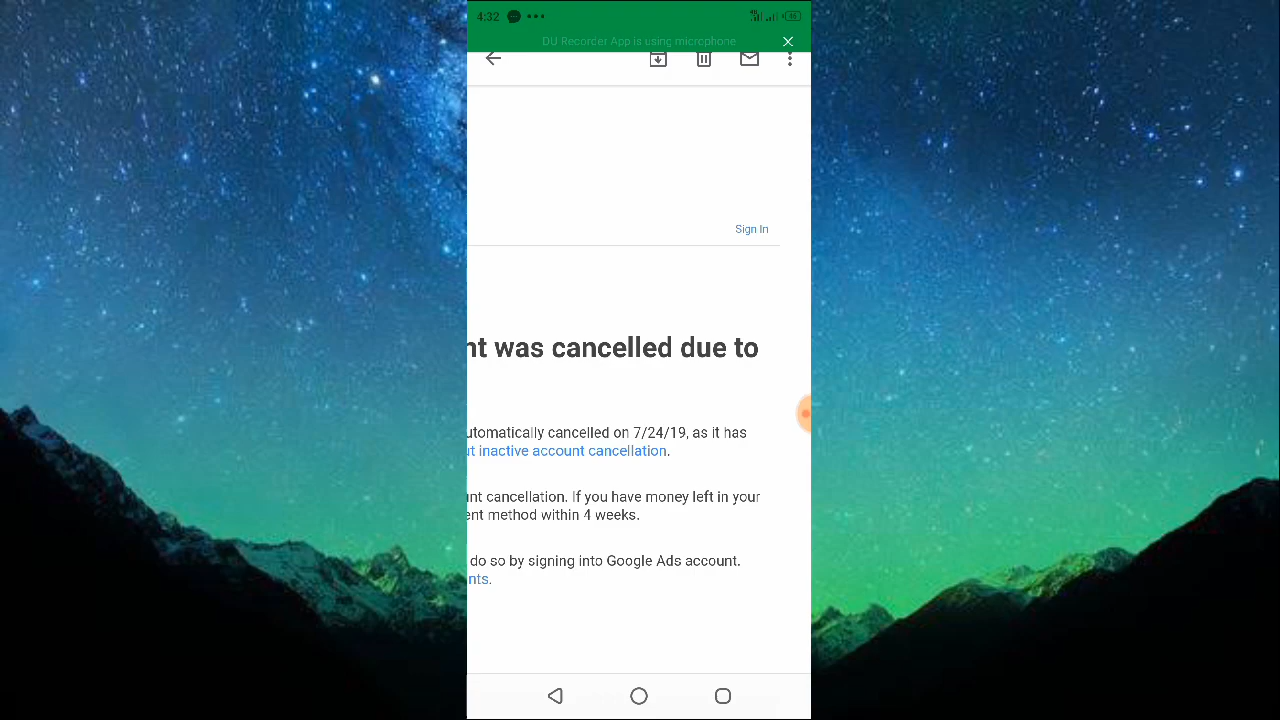 4:32
46
DU Recorder App is using microphone
Sign In
nt was cancelled due to
utomatically cancelled on 7/24/19, as it has
ut inactive account cancellation.
nt cancellation. If you have money left in your
ent method within 4 weeks.
do so by signing into Google Ads account.
nts.